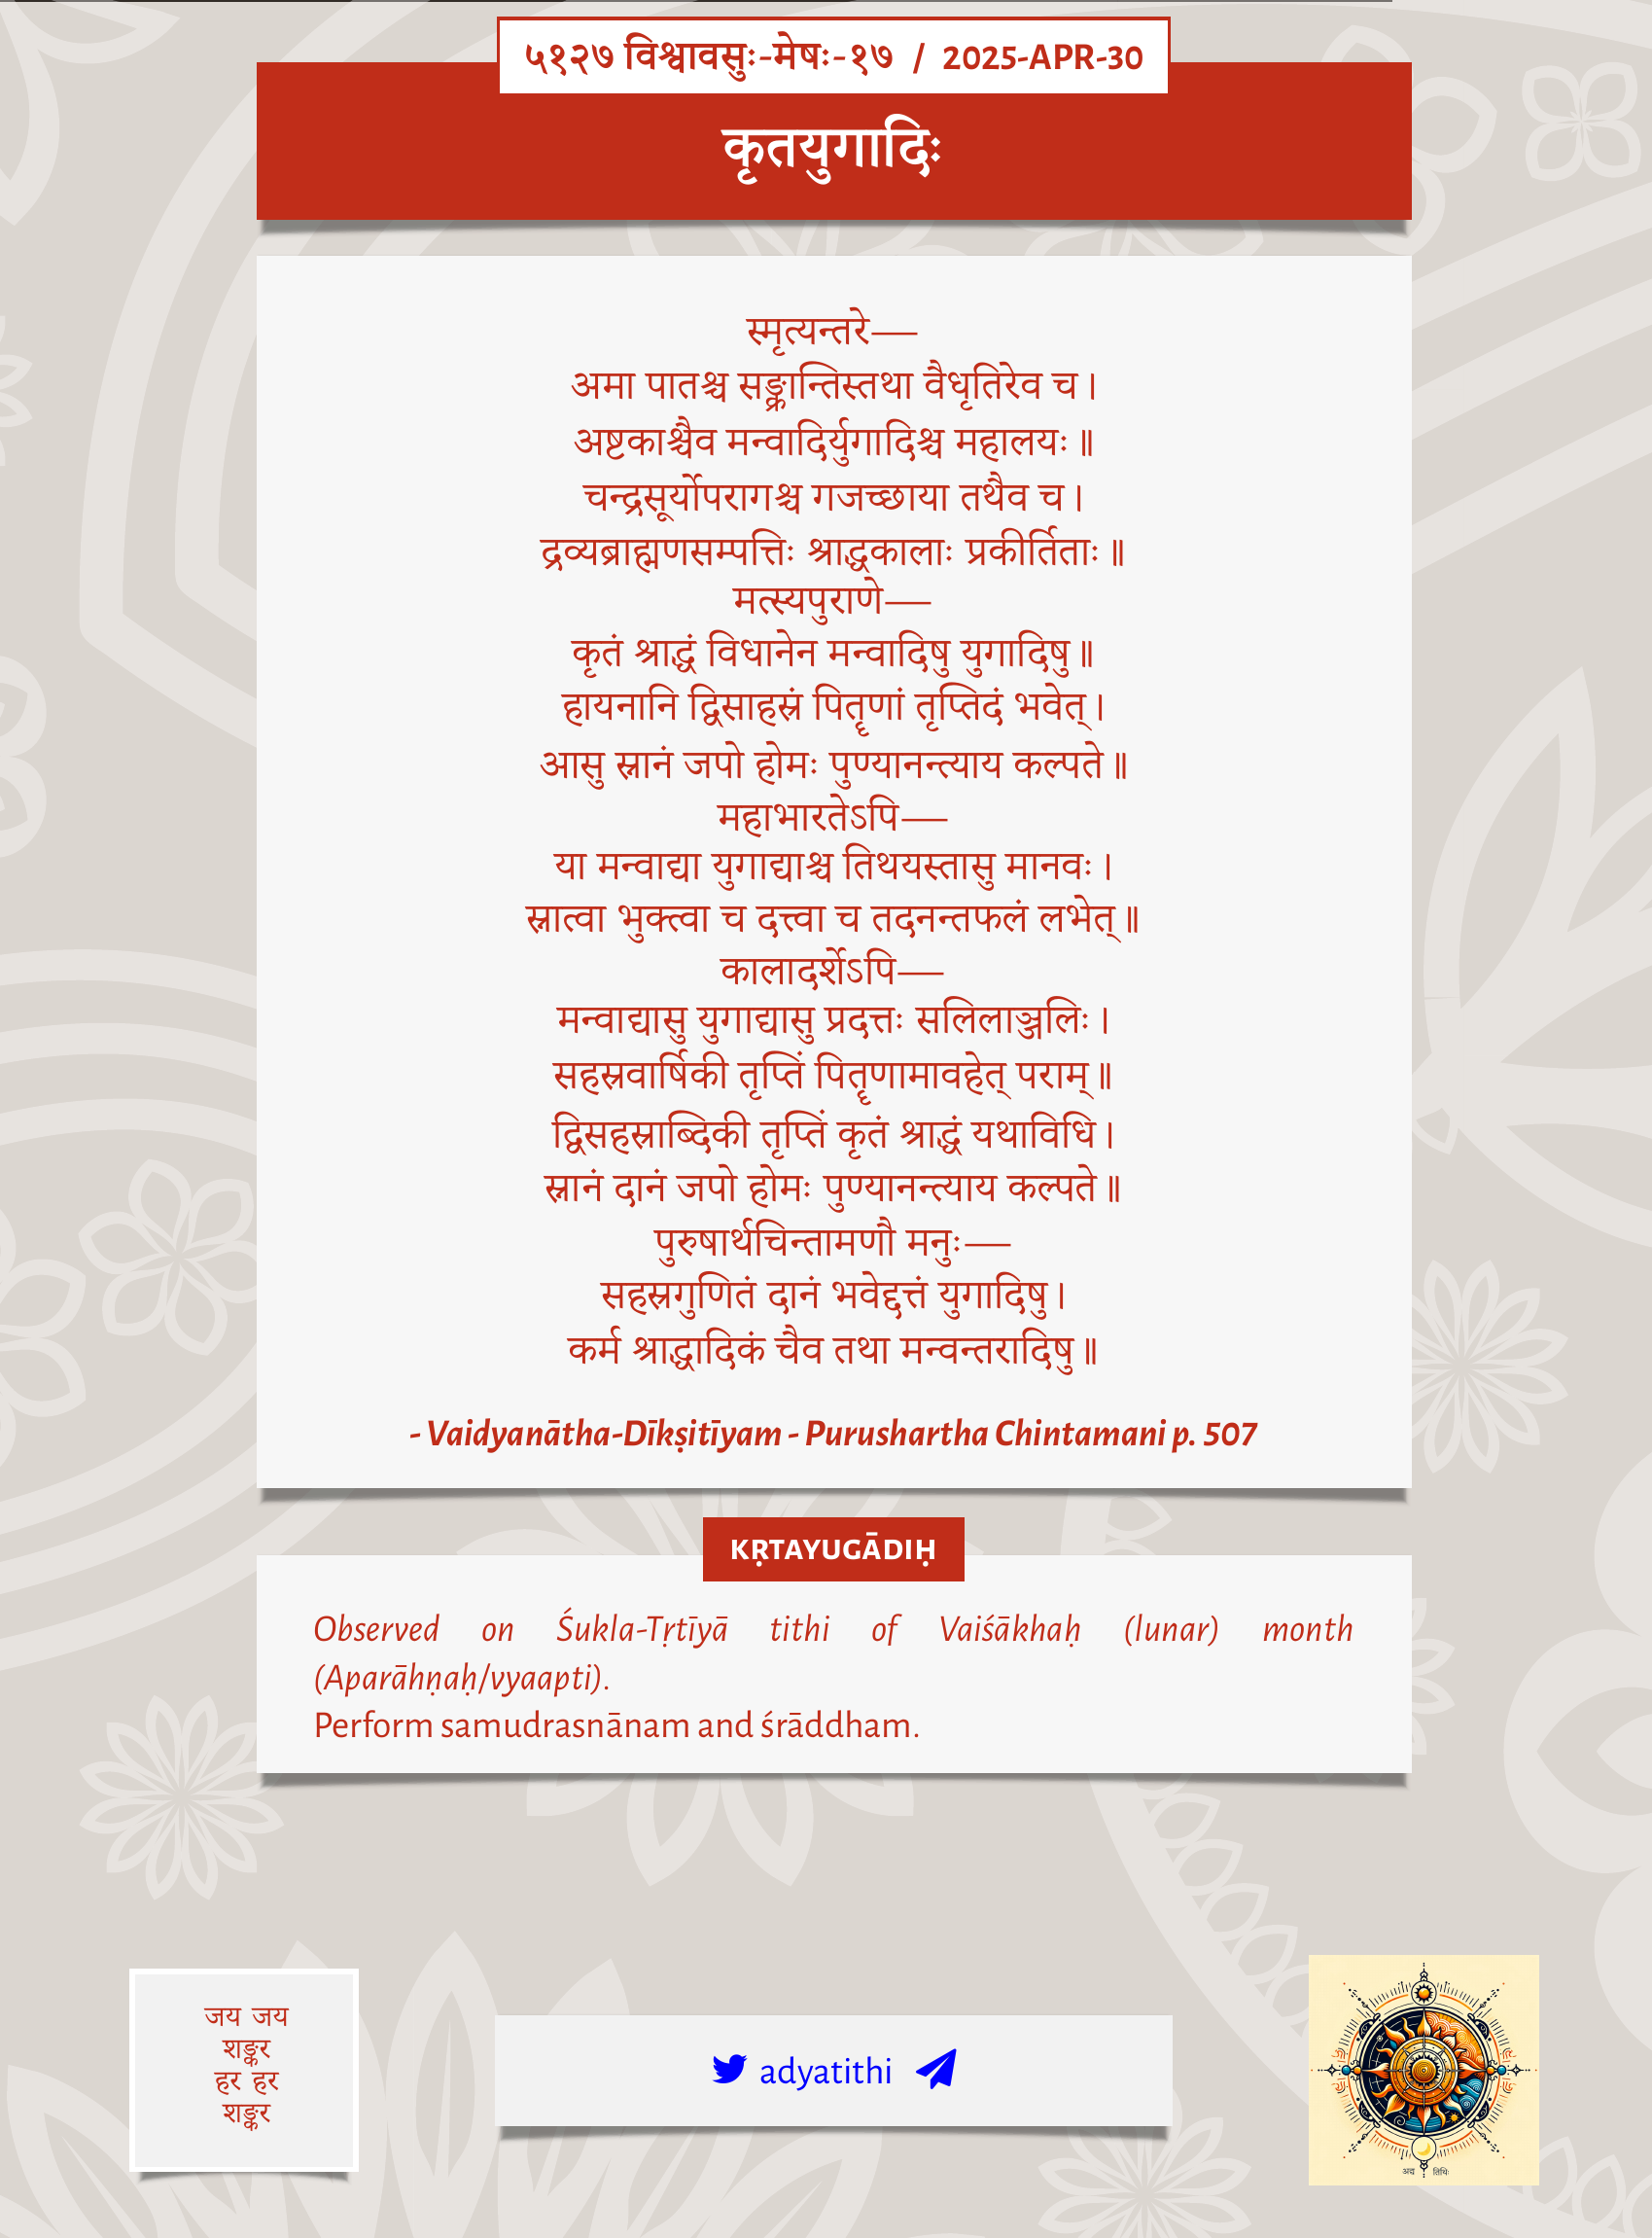 ५१२७ विश्वावसुः-मेषः-१७ / 2025-APR-30
कृतयुगादिः
स्मृत्यन्तरे—
अमा पातश्च सङ्क्रान्तिस्तथा वैधृतिरेव च।
अष्टकाश्चैव मन्वादिर्युगादिश्च महालयः॥
चन्द्रसूर्योपरागश्च गजच्छाया तथैव च।
द्रव्यब्राह्मणसम्पत्तिः श्राद्धकालाः प्रकीर्तिताः॥
मत्स्यपुराणे—
कृतं श्राद्धं विधानेन मन्वादिषु युगादिषु॥
हायनानि द्विसाहस्रं पितॄणां तृप्तिदं भवेत्।
आसु स्नानं जपो होमः पुण्यानन्त्याय कल्पते॥
महाभारतेऽपि—
या मन्वाद्या युगाद्याश्च तिथयस्तासु मानवः।
स्नात्वा भुक्त्वा च दत्त्वा च तदनन्तफलं लभेत्॥
कालादर्शेऽपि—
मन्वाद्यासु युगाद्यासु प्रदत्तः सलिलाञ्जलिः।
सहस्रवार्षिकी तृप्तिं पितॄणामावहेत् पराम्॥
द्विसहस्राब्दिकी तृप्तिं कृतं श्राद्धं यथाविधि।
स्नानं दानं जपो होमः पुण्यानन्त्याय कल्पते॥
पुरुषार्थचिन्तामणौ मनुः—
सहस्रगुणितं दानं भवेद्दत्तं युगादिषु।
कर्म श्राद्धादिकं चैव तथा मन्वन्तरादिषु॥
- Vaidyanātha-Dīkṣitīyam - Purushartha Chintamani p. 507
KṚTAYUGĀDIḤ
Observed on Śukla-Tṛtīyā tithi of Vaiśākhaḥ (lunar) month
(Aparāhṇaḥ/vyaapti).
Perform samudrasnānam and śrāddham.
जय जय
शङ्कर
हर हर
शङ्कर
adyatithi
अद्य तिथिः